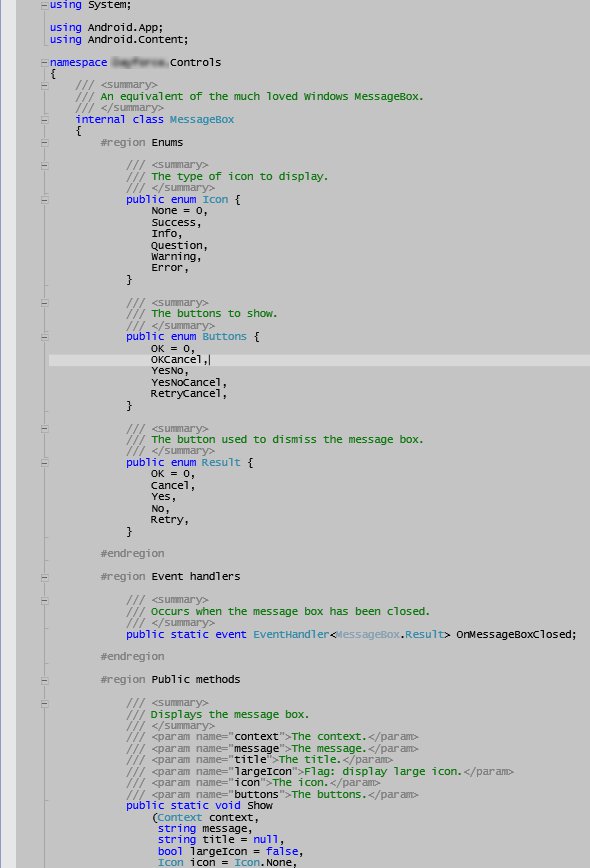 using System;
using Android.App;
using Android.Content;
namespace .Controls
{
/// <summary>
/// An equivalent of the much loved Windows MessageBox.
/// </summary>
internal class MessageBox
{
#region Enums
/// <summary>
/// The type of icon to display.
/// </summary>
public enum Icon {
None = 0,
Success,
Info,
Question,
Warning,
Error,
}
/// <summary>
/// The buttons to show.
/// </summary>
public enum Buttons {
OK = 0,
OKCancel,
YesNo,
YesNoCancel,
RetryCancel,
}
/// <summary>
/// The button used to dismiss the message box.
/// </summary>
public enum Result {
OK = 0,
Cancel,
Yes,
No,
Retry,
}
#endregion
#region Event handlers
/// <summary>
/// Occurs when the message box has been closed.
/// </summary>
public static event EventHandler<MessageBox.Result> OnMessageBoxClosed;
#endregion
#region Public methods
/// <summary>
/// Displays the message box.
/// </summary>
/// <param name="context">The context.</param>
/// <param name="message">The message.</param>
/// <param name="title">The title.</param>
/// <param name="largeIcon">Flag: display large icon.</param>
/// <param name="icon">The icon.</param>
/// <param name="buttons">The buttons.</param>
public static void Show
(Context context,
string message,
string title = null,
bool largeIcon = false,
Icon icon = Icon.None,